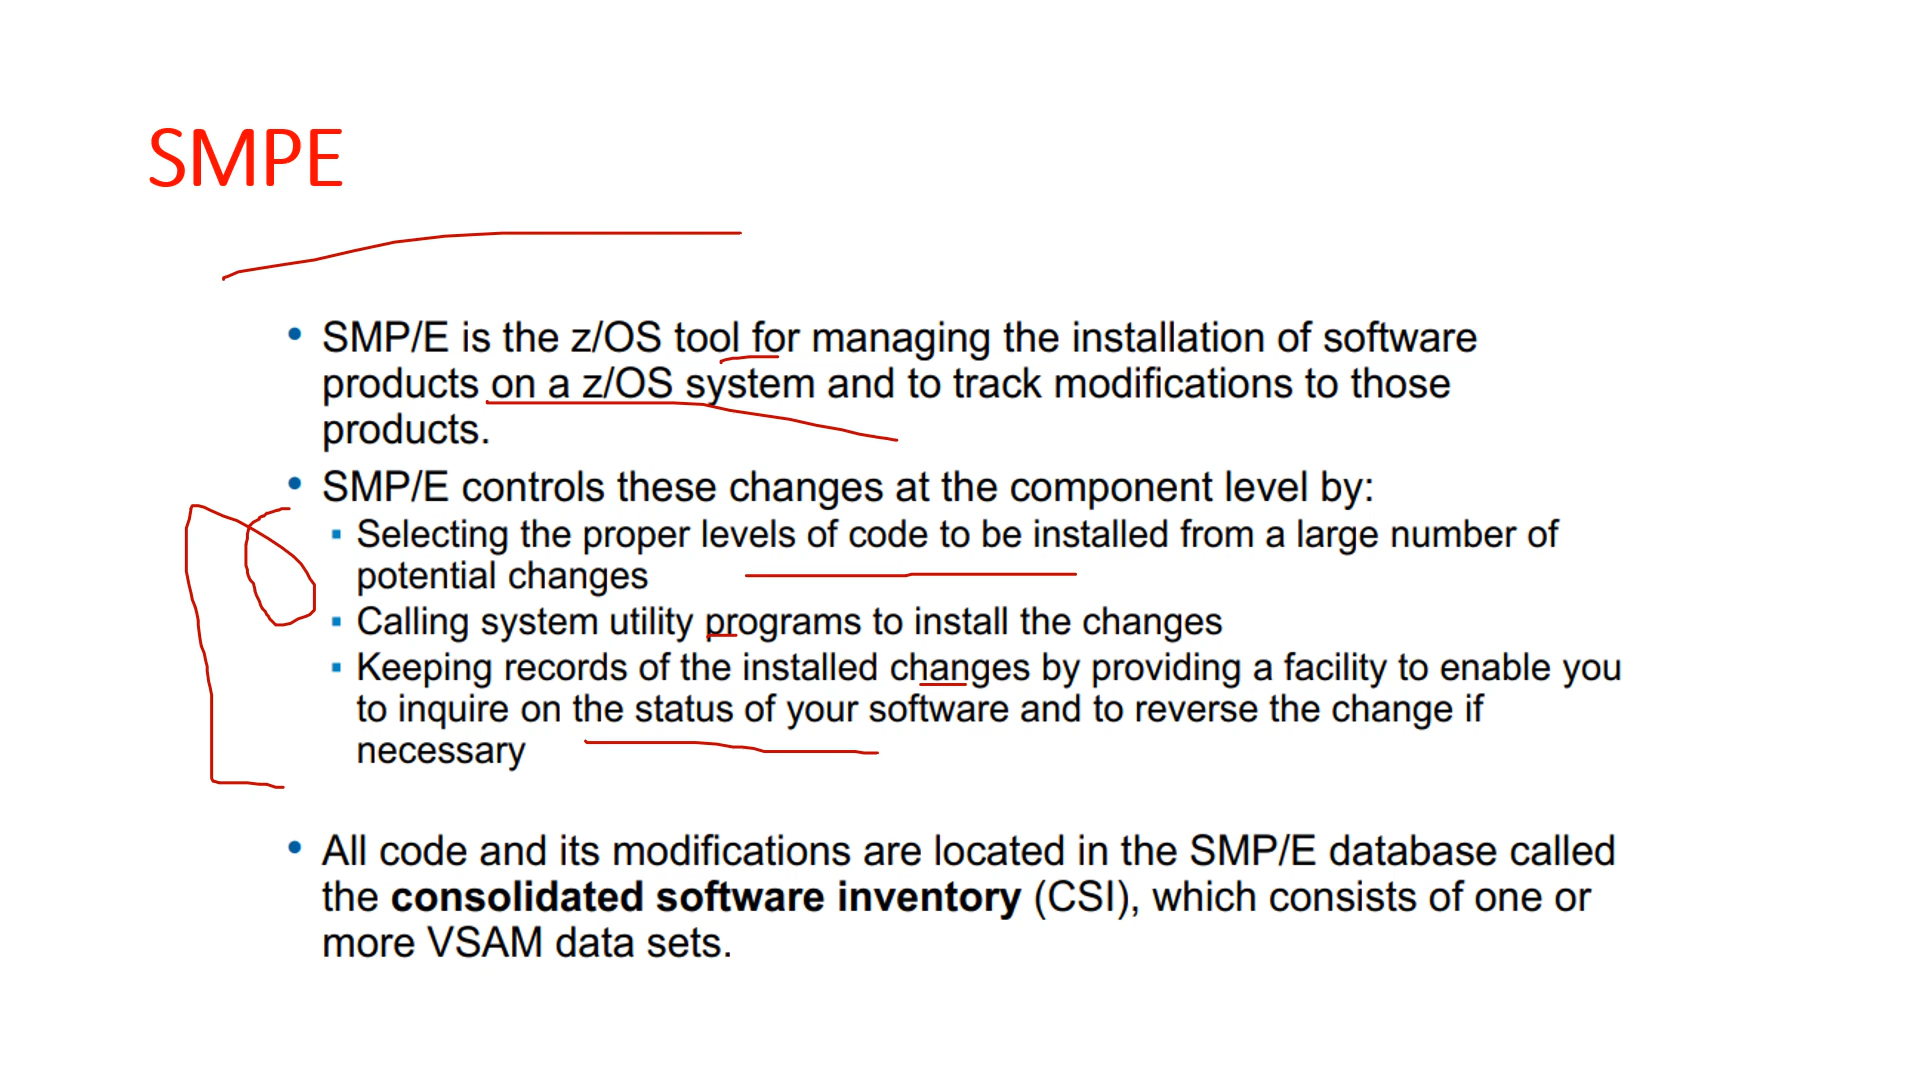 SMPE
• SMP/E is the z/OS tool for managing the installation of software
products on a z/OS system and to track modifications to those
products.
• SMP/E controls these changes at the component level by:
▪ Selecting the proper levels of code to be installed from a large number of
potential changes
▪ Calling system utility programs to install the changes
▪ Keeping records of the installed changes by providing a facility to enable you
to inquire on the status of your software and to reverse the change if
necessary
• All code and its modifications are located in the SMP/E database called
the consolidated software inventory (CSI), which consists of one or
more VSAM data sets.